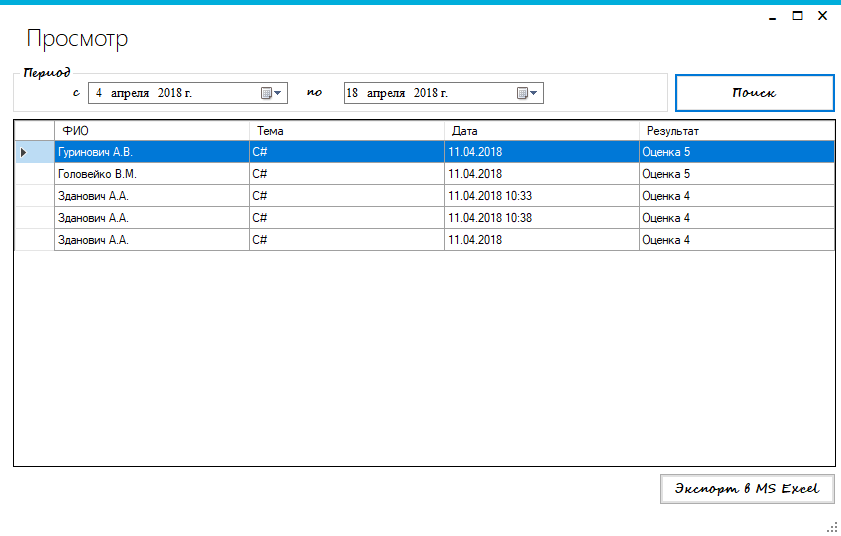 Просмотр
Период
с 4 апреля 2018 г. по 18 апреля 2018 г. Поиск
ФИО Тема Дата Результат
Гуринович А.В. C# 11.04.2018 Оценка 5
Головейко В.М. C# 11.04.2018 Оценка 5
Зданович А.А. C# 11.04.2018 10:33 Оценка 4
Зданович А.А. C# 11.04.2018 10:38 Оценка 4
Зданович А.А. C# 11.04.2018 Оценка 4
Экспорт в MS Excel